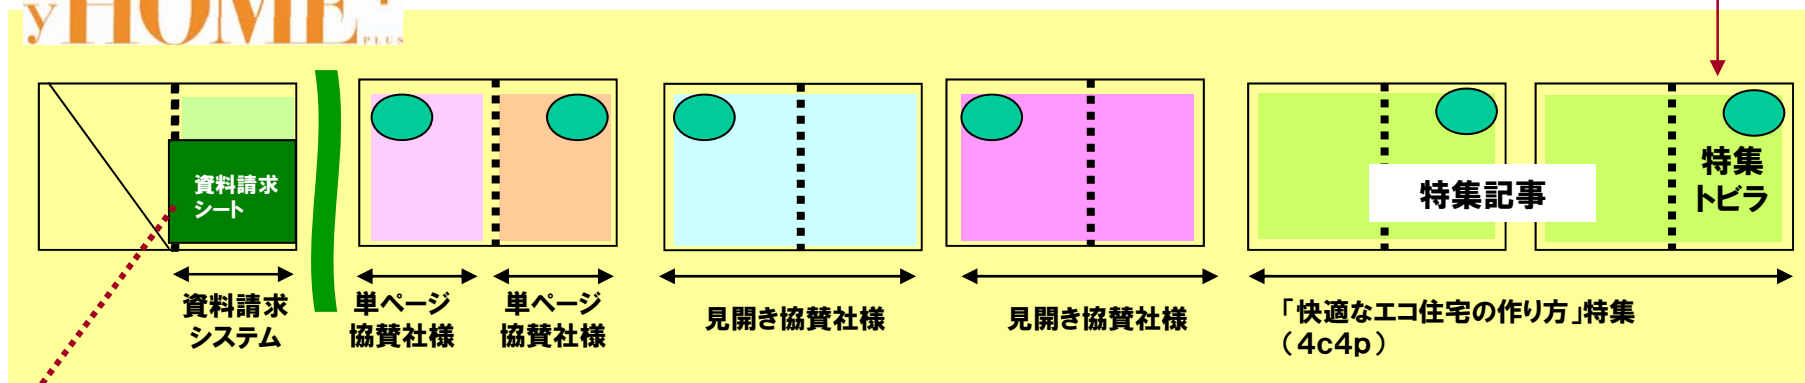 yHOME+
PLUS
資料請求
シート
特集記事
特集
トビラ
資料請求
システム
単ページ
協賛社様
単ページ
協賛社様
見開き協賛社様
見開き協賛社様
「快適なエコ住宅の作り方」特集
（4c4p）